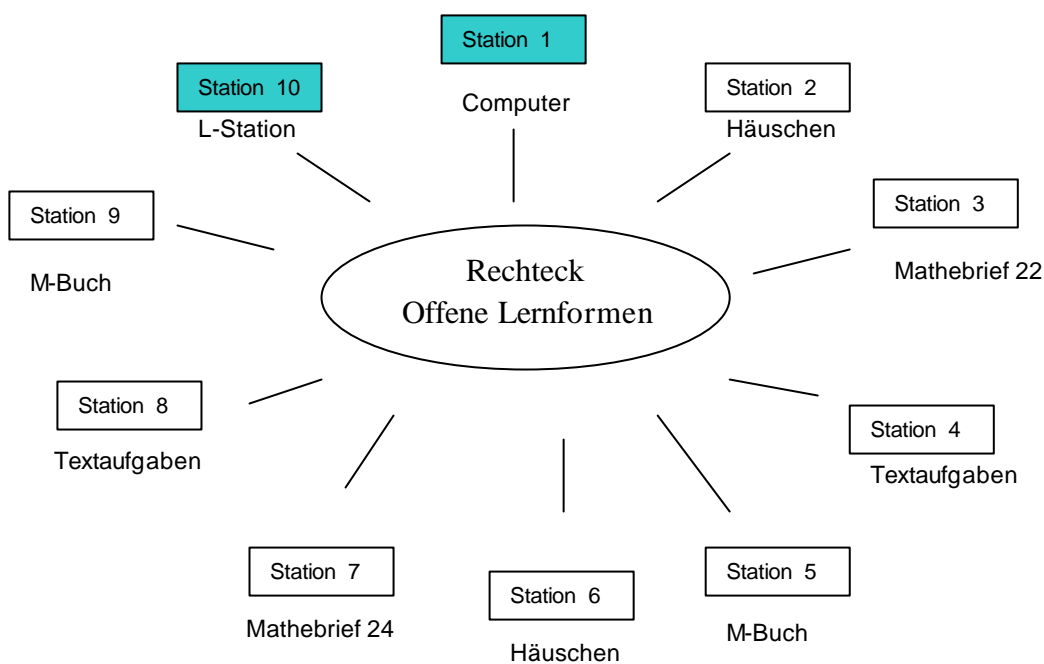 Station 1
Computer
Station 10
L-Station
Station 2
Häuschen
Station 9
M-Buch
Station 3
Mathebrief 22
Rechteck
Offene Lernformen
Station 8
Textaufgaben
Station 4
Textaufgaben
Station 7
Mathebrief 24
Station 6
Häuschen
Station 5
M-Buch